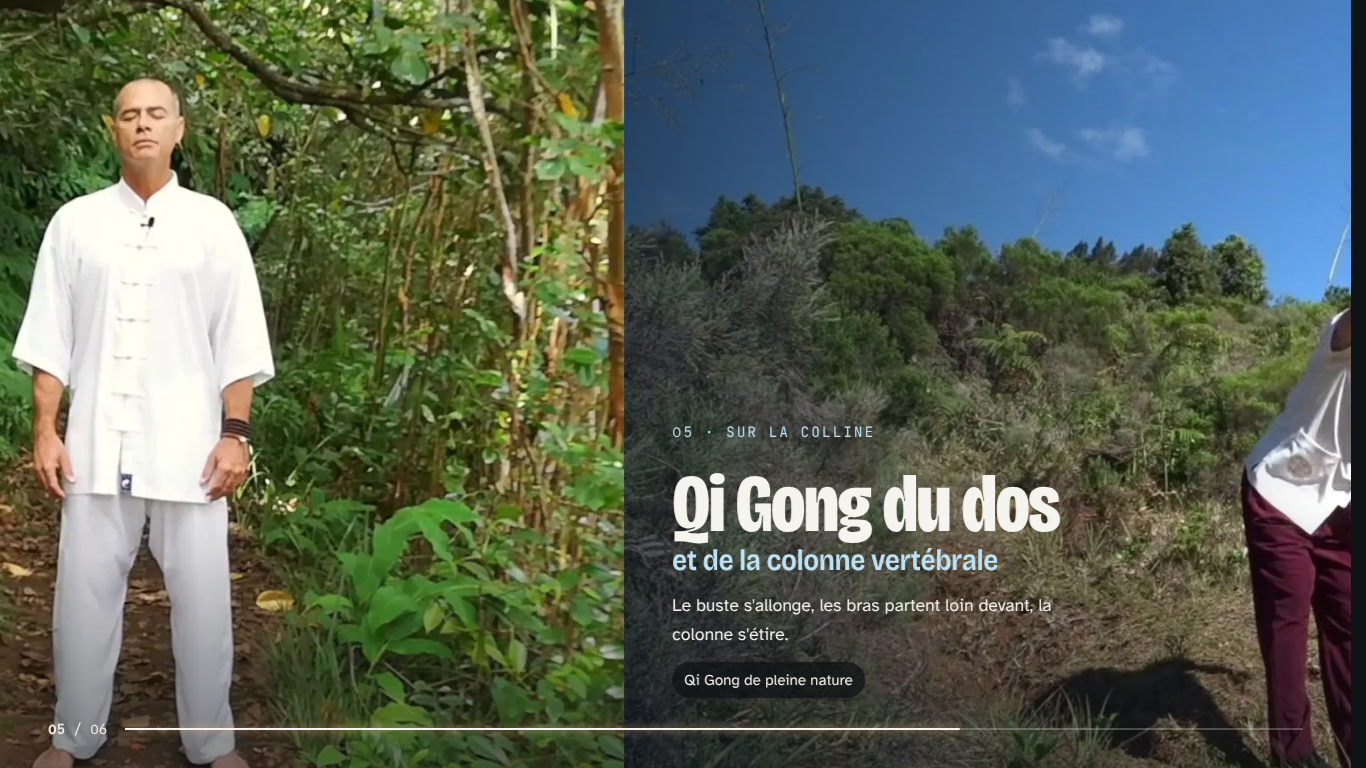 05 · SUR LA COLLINE
Qi Gong du dos
et de la colonne vertébrale
Le buste s'allonge, les bras partent loin devant, la
colonne s'étire.
Qi Gong de pleine nature
05 / 06